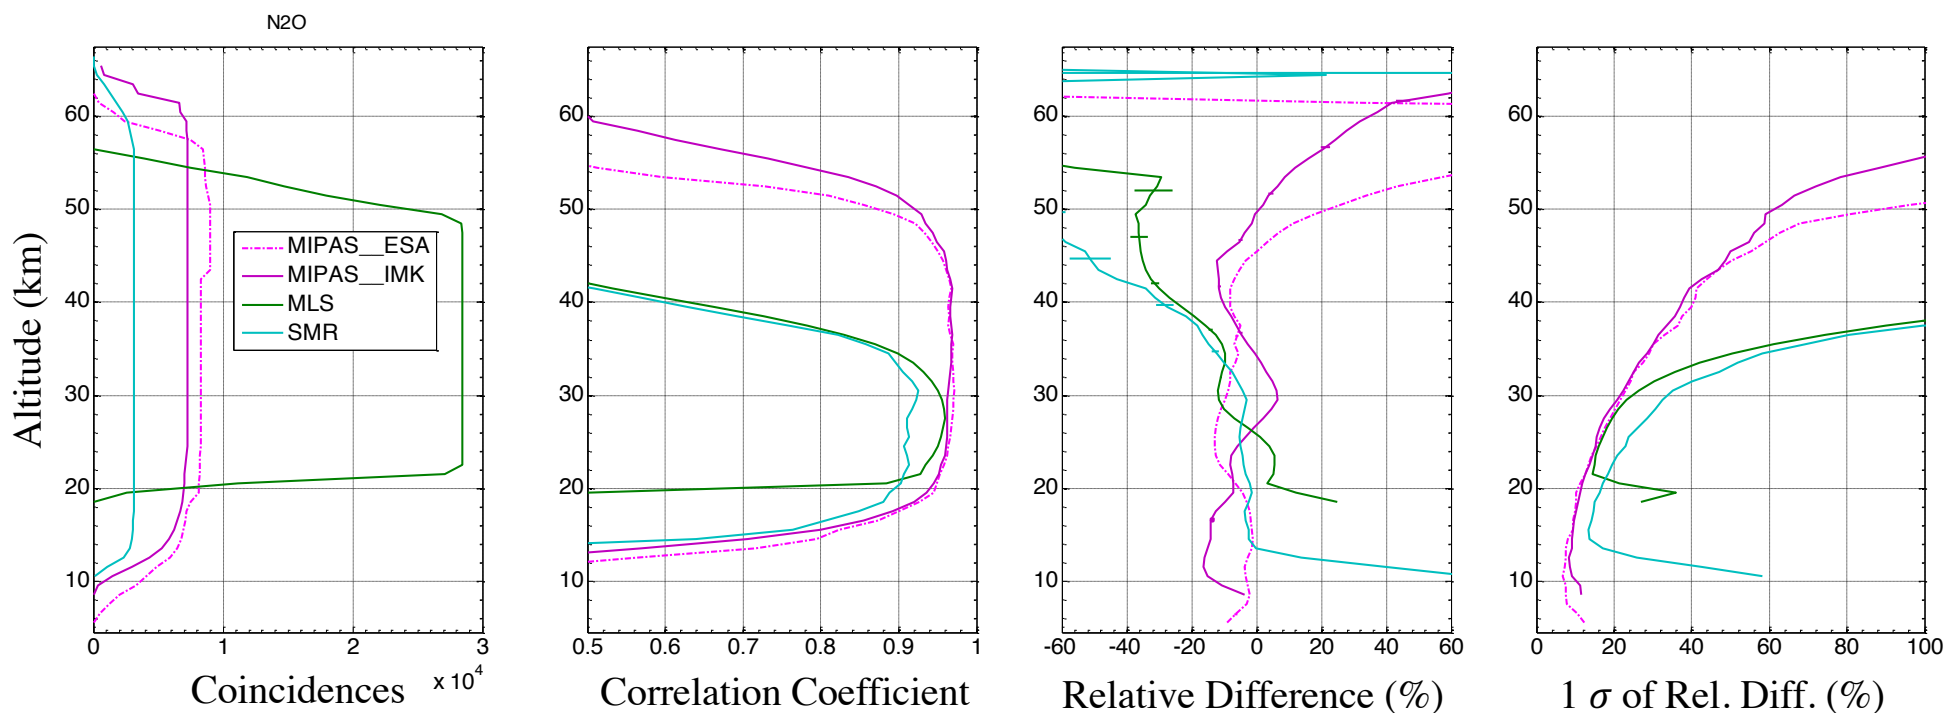 N2O
Altitude (km)
60
50
40
30
20
10
0 1 2 3
x 10⁴
Coincidences
MIPAS__ESA
MIPAS__IMK
MLS
SMR
60
50
40
30
20
10
0.5 0.6 0.7 0.8 0.9 1
Correlation Coefficient
60
50
40
30
20
10
-60 -40 -20 0 20 40 60
Relative Difference (%)
60
50
40
30
20
10
0 20 40 60 80 100
1 σ of Rel. Diff. (%)